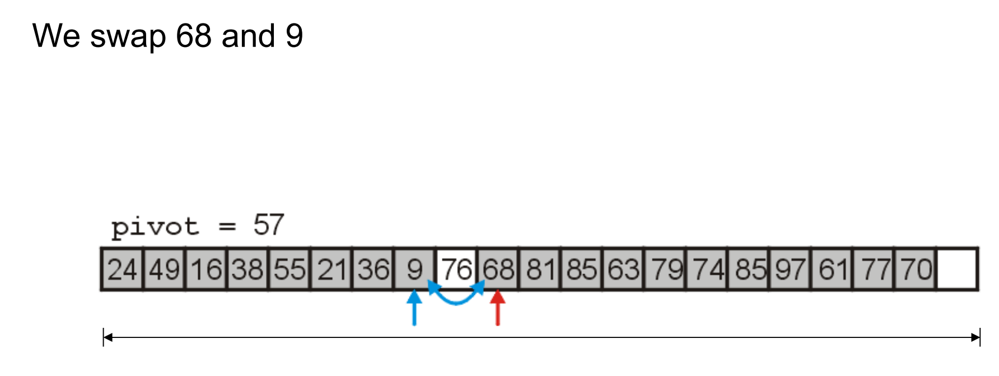 We swap 68 and 9
pivot = 57
24 49 16 38 55 21 36 9 76 68 81 85 63 79 74 85 97 61 77 70